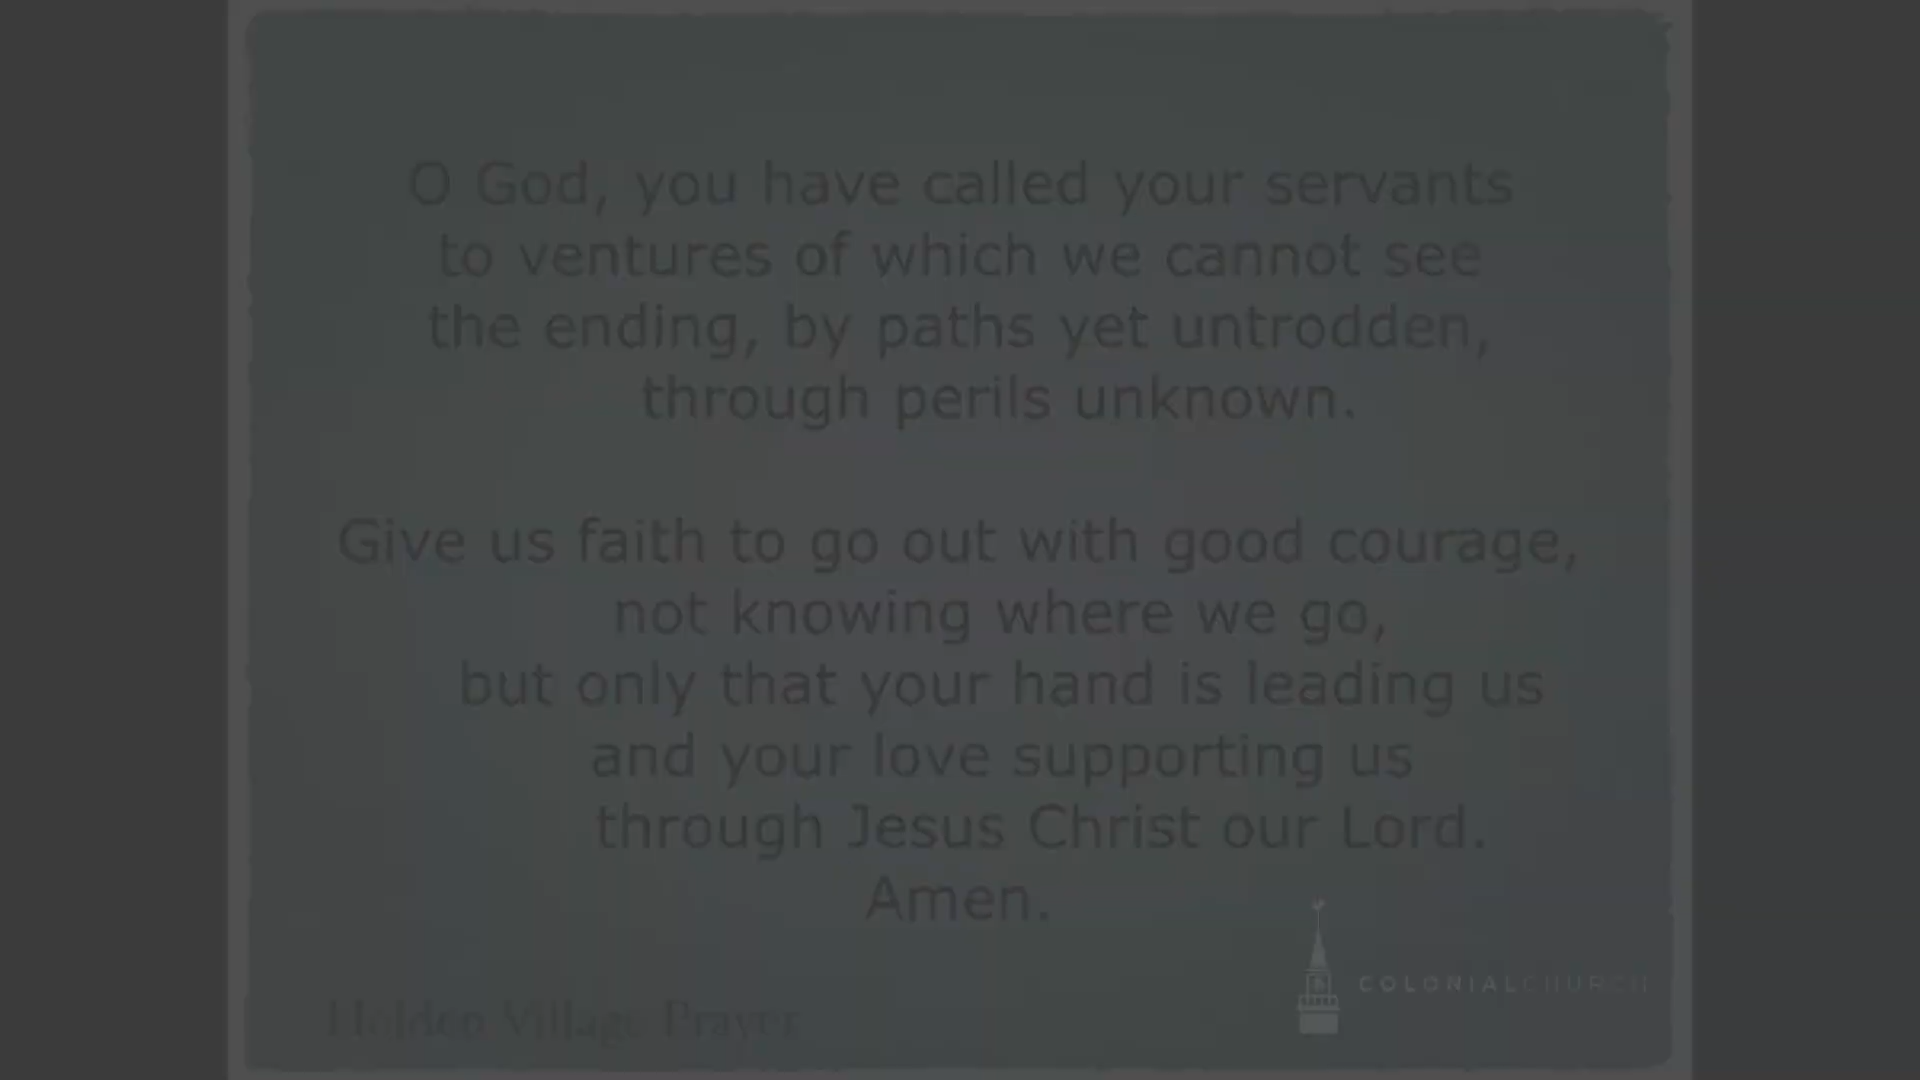 O God, you have called your servants
to ventures of which we cannot see
the ending, by paths yet untrodden,
through perils unknown.
Give us faith to go out with good courage,
not knowing where we go,
but only that your hand is leading us
and your love supporting us
through Jesus Christ our Lord.
Amen.
COLONIALCHURCH
Holden Village Prayer